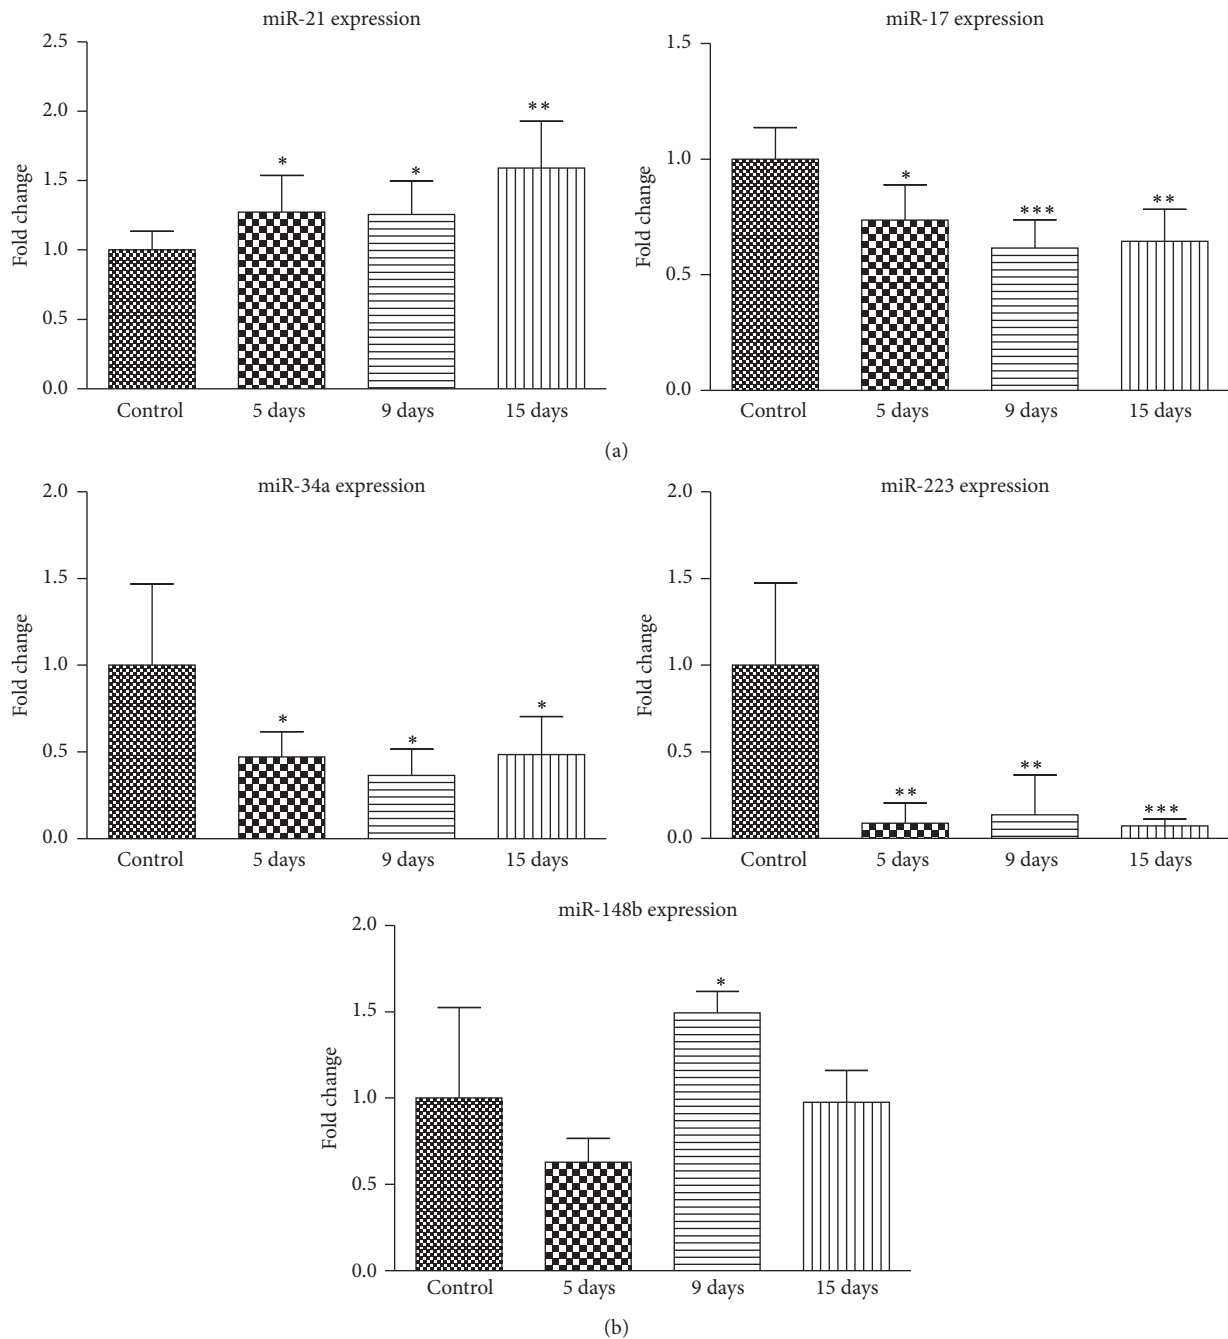 miR-21 expression
2.5
2.0
1.5
1.0
0.5
0.0
Fold change
*
*
**
Control 5 days 9 days 15 days
miR-17 expression
1.5
1.0
0.5
0.0
Fold change
*
***
**
Control 5 days 9 days 15 days
(a)
miR-34a expression
2.0
1.5
1.0
0.5
0.0
Fold change
*
*
*
Control 5 days 9 days 15 days
miR-223 expression
2.0
1.5
1.0
0.5
0.0
Fold change
**
**
***
Control 5 days 9 days 15 days
miR-148b expression
2.0
1.5
1.0
0.5
0.0
Fold change
*
Control 5 days 9 days 15 days
(b)